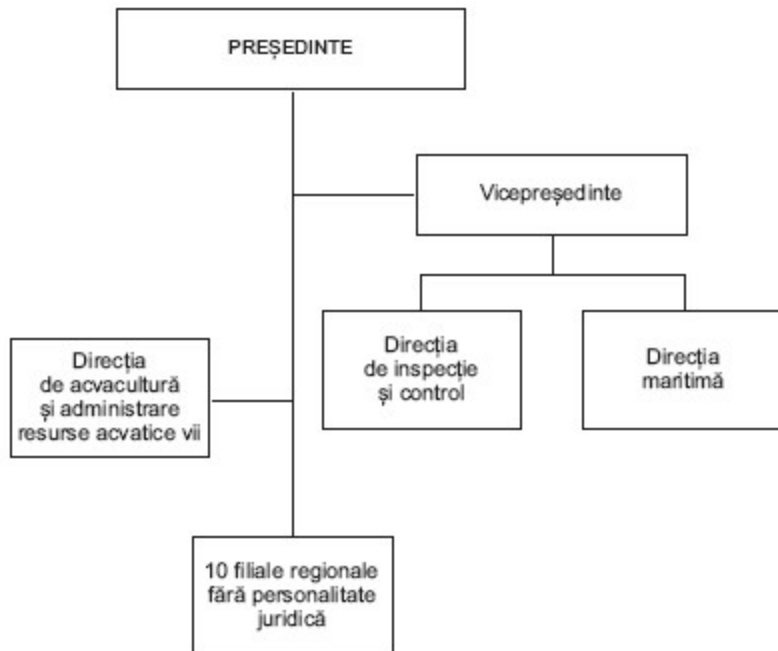 PREȘEDINTE
Vicepreședinte
Direcția
de inspecție
și control
Direcția
maritimă
Direcția
de acvacultură
și administrare
resurse acvatice vii
10 filiale regionale
fără personalitate
juridică